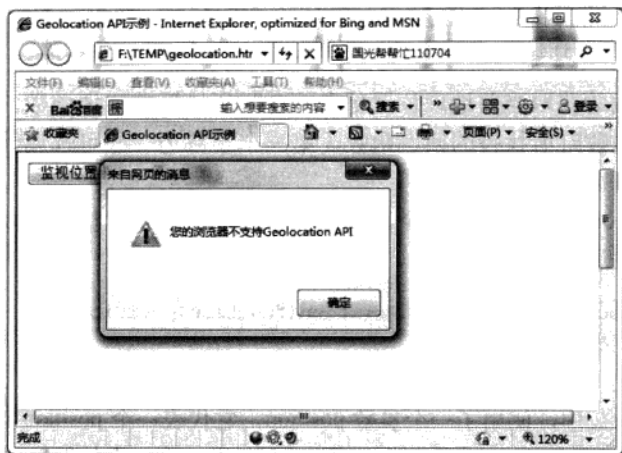 Geolocation API示例 - Internet Explorer, optimized for Bing and MSN
F:\TEMP\geolocation.htr
国光帮帮忙110704
文件(F) 编辑(E) 查看(V) 收藏夹(A) 工具(T) 帮助(H)
Bai百度 输入想要搜索的内容 搜索 登录
收藏夹 Geolocation API示例 页面(P) 安全(S)
监视位置
来自网页的消息
您的浏览器不支持Geolocation API
确定
完成 120%